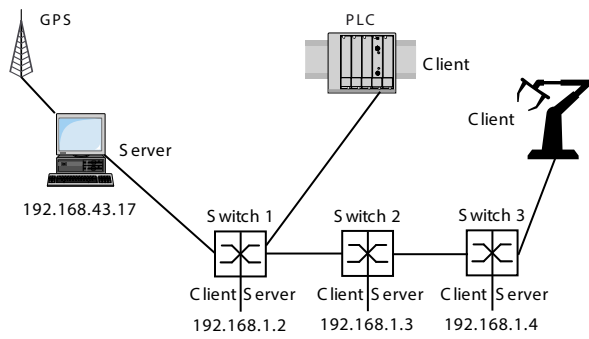 GPS
PLC
Client
Client
Server
192.168.43.17
Switch 1
Switch 2
Switch 3
Client Server
Client Server
Client Server
192.168.1.2
192.168.1.3
192.168.1.4